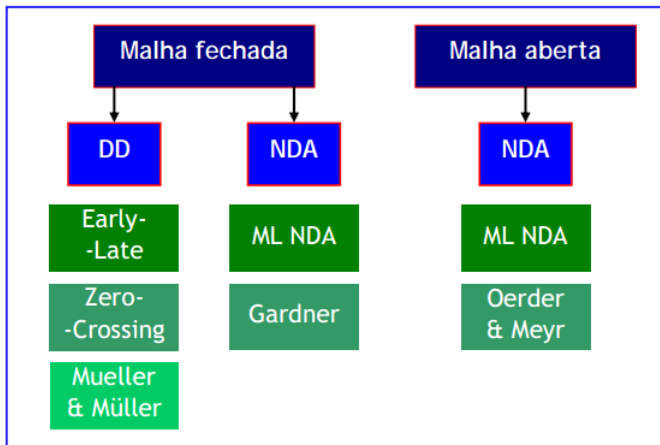 Malha fechada
Malha aberta
DD
NDA
NDA
Early-
-Late
ML NDA
ML NDA
Zero-
-Crossing
Gardner
Oerder
& Meyr
Mueller
& Müller